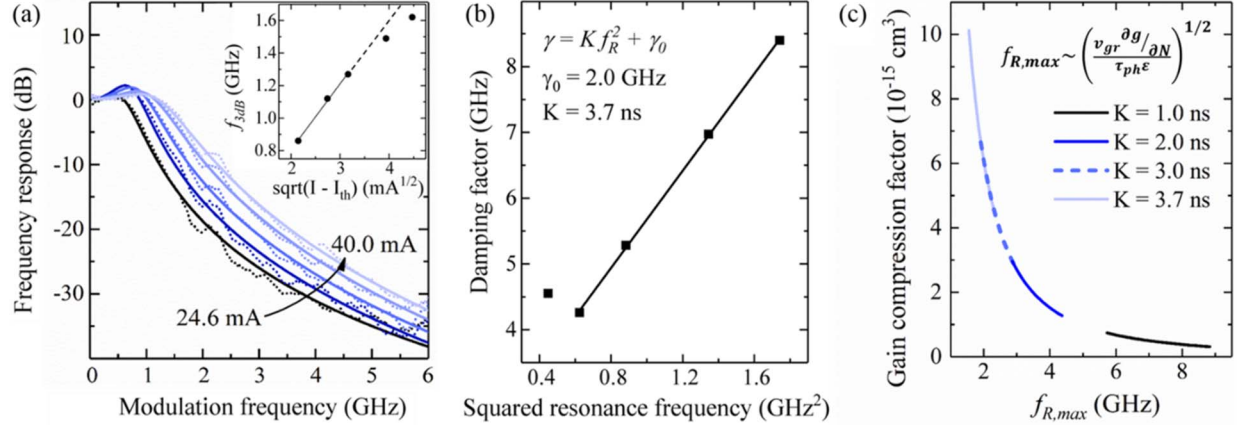 (a)
10
0
-10
-20
-30
Frequency response (dB)
0 1 2 3 4 5 6
Modulation frequency (GHz)
24.6 mA
40.0 mA
1.6
1.4
1.2
1.0
0.8
f3dB (GHz)
2 3 4
sqrt(I - Ith) (mA1/2)
(b)
γ = K fR2 + γ0
γ0 = 2.0 GHz
K = 3.7 ns
9
8
7
6
5
4
Damping factor (GHz)
0.4 0.8 1.2 1.6
Squared resonance frequency (GHz2)
(c)
fR,max~(vgr ∂g/∂N / τphε)1/2
K = 1.0 ns
K = 2.0 ns
K = 3.0 ns
K = 3.7 ns
10
8
6
4
2
0
Gain compression factor (10-15 cm3)
2 4 6 8
fR,max (GHz)